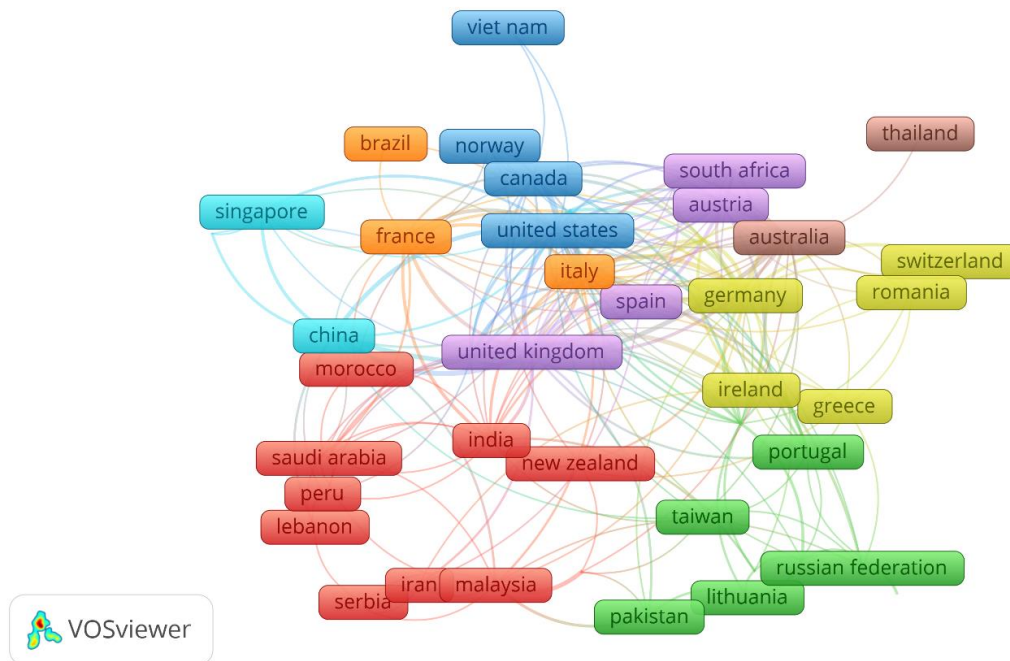 viet nam
thailand
brazil
norway
canada
south africa
austria
singapore
france
united states
australia
italy
switzerland
spain
germany
romania
china
united kingdom
morocco
ireland
greece
india
portugal
saudi arabia
new zealand
peru
lebanon
taiwan
russian federation
iran
malaysia
serbia
lithuania
pakistan
VOSviewer